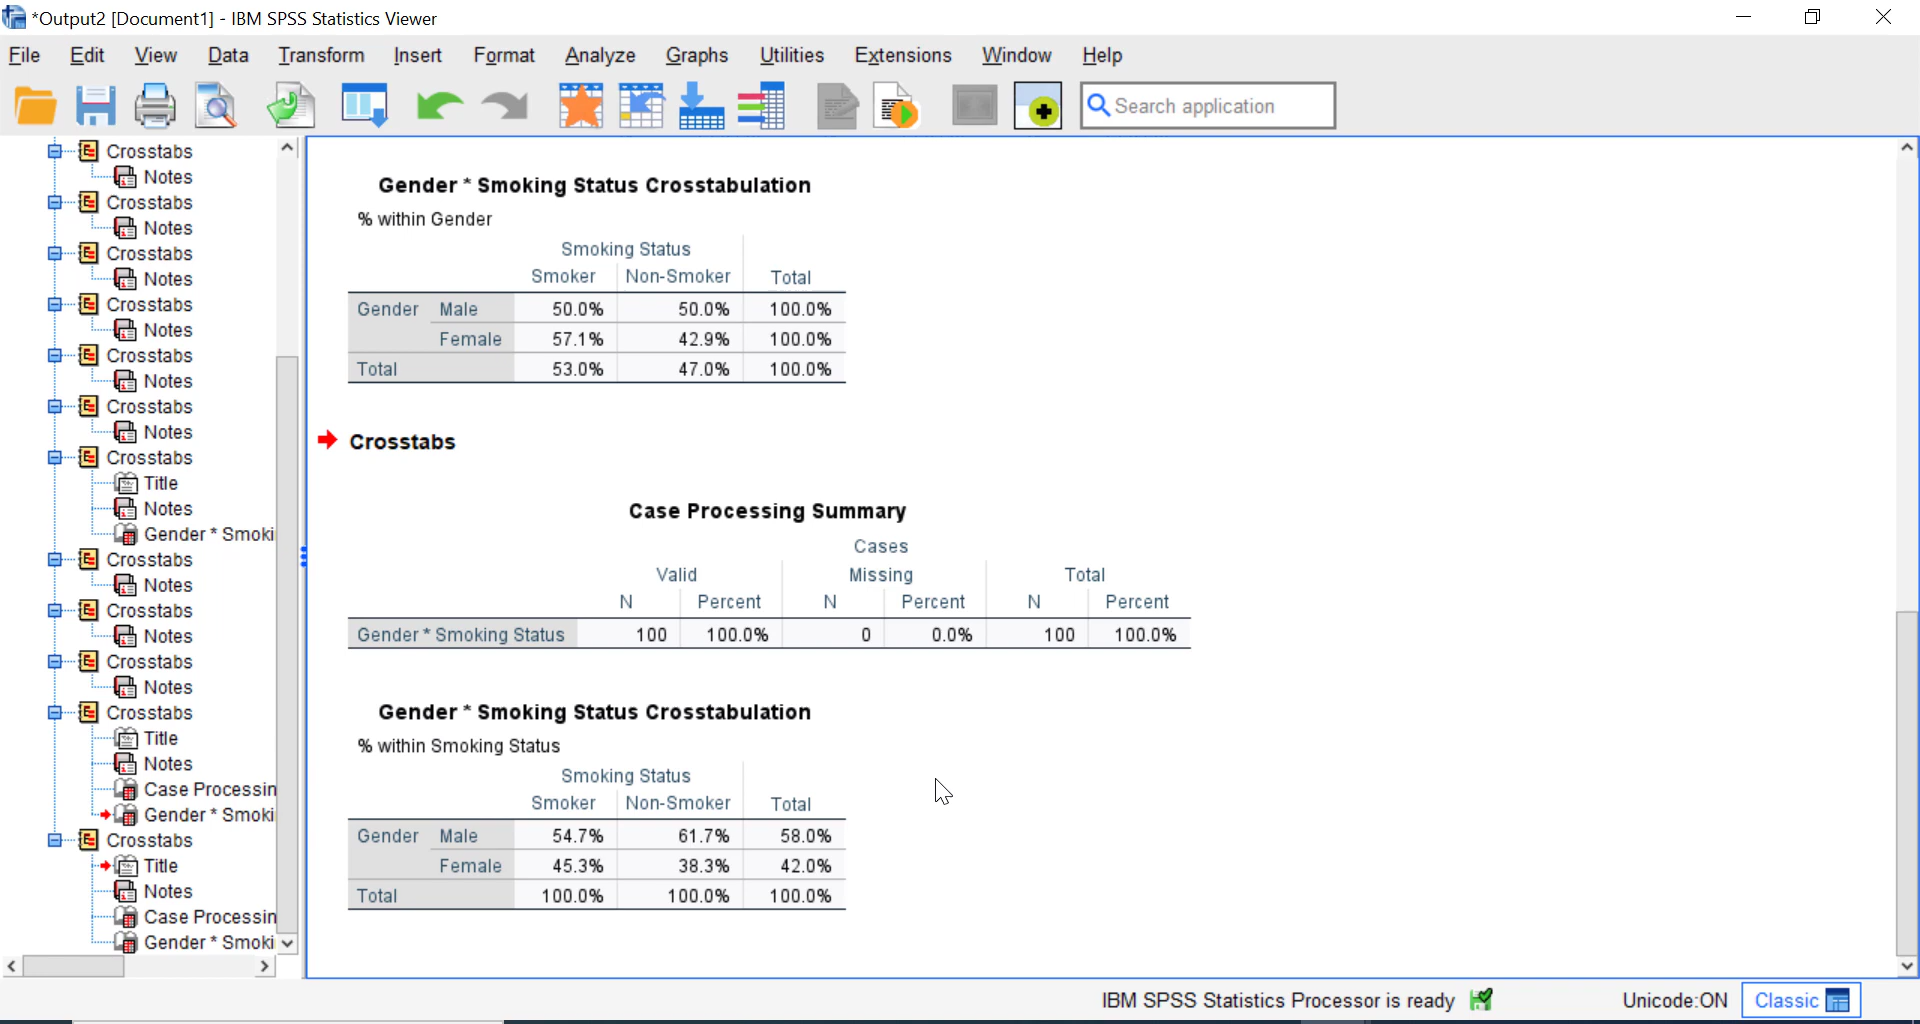 *Output2 [Document1] - IBM SPSS Statistics Viewer
File Edit View Data Transform Insert Format Analyze Graphs Utilities Extensions Window Help
Search application
Crosstabs
Notes
Crosstabs
Notes
Crosstabs
Notes
Crosstabs
Notes
Crosstabs
Notes
Crosstabs
Notes
Crosstabs
Title
Notes
Gender * Smoki
Crosstabs
Notes
Crosstabs
Notes
Crosstabs
Notes
Crosstabs
Title
Notes
Case Processin
Gender * Smoki
Crosstabs
Title
Notes
Case Processin
Gender * Smoki
Gender * Smoking Status Crosstabulation
% within Gender
Smoking Status
Smoker Non-Smoker Total
Gender Male 50.0% 50.0% 100.0%
Female 57.1% 42.9% 100.0%
Total 53.0% 47.0% 100.0%
Crosstabs
Case Processing Summary
Cases
Valid Missing Total
N Percent N Percent N Percent
Gender * Smoking Status 100 100.0% 0 0.0% 100 100.0%
Gender * Smoking Status Crosstabulation
% within Smoking Status
Smoking Status
Smoker Non-Smoker Total
Gender Male 54.7% 61.7% 58.0%
Female 45.3% 38.3% 42.0%
Total 100.0% 100.0% 100.0%
IBM SPSS Statistics Processor is ready Unicode:ON Classic